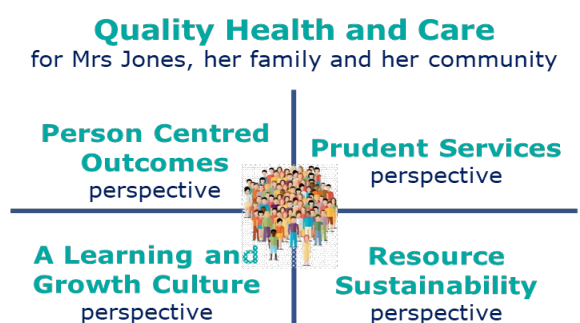 Quality Health and Care
for Mrs Jones, her family and her community
Person Centred
Outcomes
perspective
Prudent Services
perspective
A Learning and
Growth Culture
perspective
Resource
Sustainability
perspective